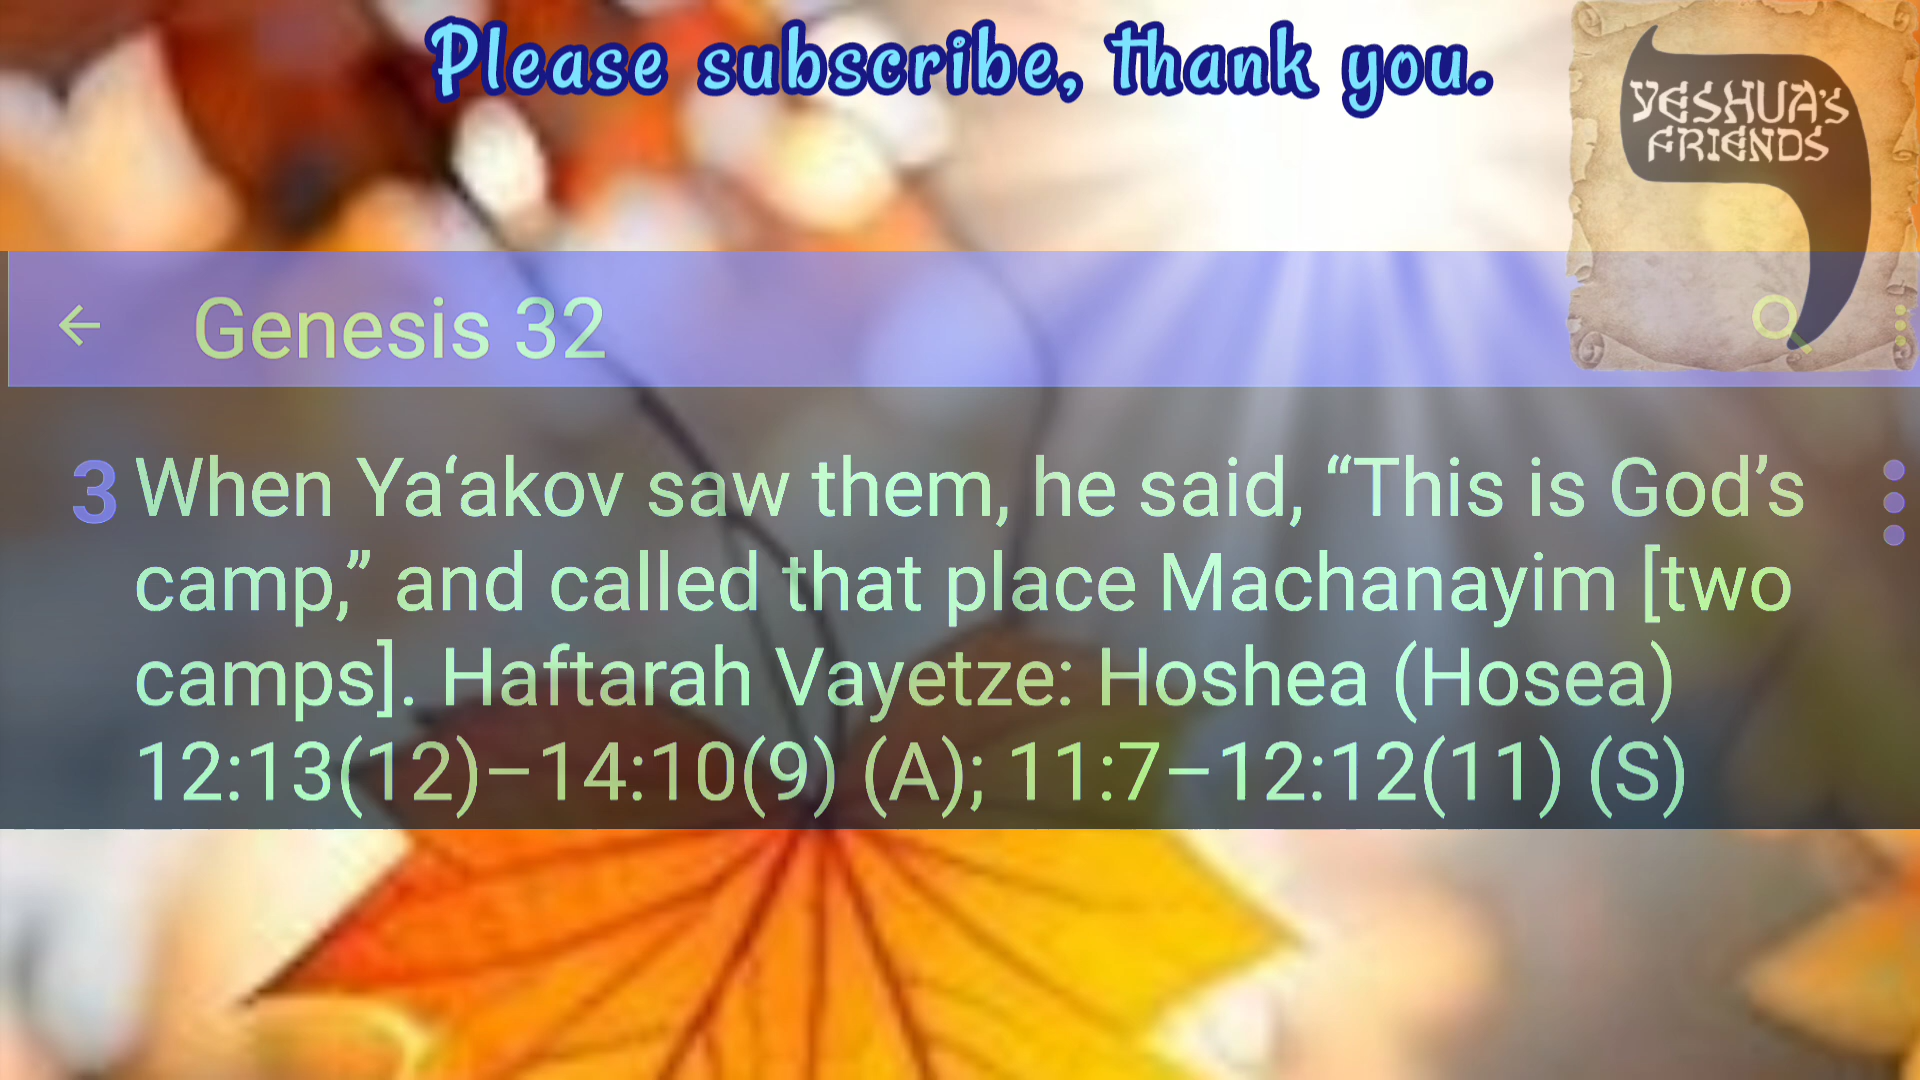 Please subscribe, thank you.
YESHUA'S
FRIENDS
Genesis 32
3 When Ya‘akov saw them, he said, “This is God’s
camp,” and called that place Machanayim [two
camps]. Haftarah Vayetze: Hoshea (Hosea)
12:13(12)–14:10(9) (A); 11:7–12:12(11) (S)